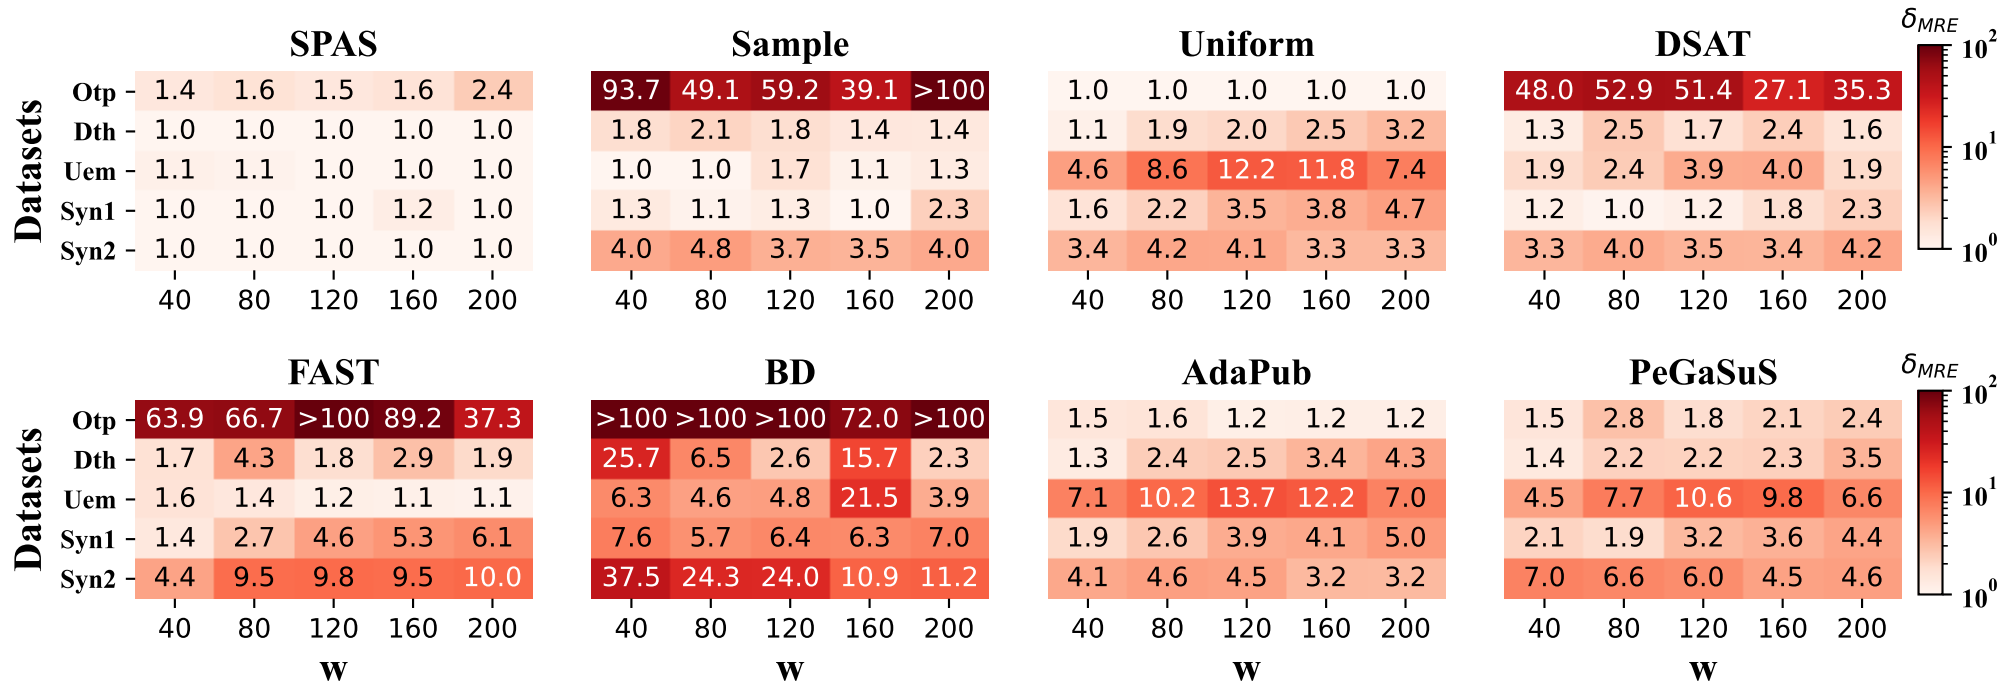 SPAS Sample Uniform DSAT δMRE
Datasets
Otp 1.4 1.6 1.5 1.6 2.4 93.7 49.1 59.2 39.1 >100 1.0 1.0 1.0 1.0 1.0 48.0 52.9 51.4 27.1 35.3 10²
Dth 1.0 1.0 1.0 1.0 1.0 1.8 2.1 1.8 1.4 1.4 1.1 1.9 2.0 2.5 3.2 1.3 2.5 1.7 2.4 1.6 10¹
Uem 1.1 1.1 1.0 1.0 1.0 1.0 1.0 1.7 1.1 1.3 4.6 8.6 12.2 11.8 7.4 1.9 2.4 3.9 4.0 1.9
Syn1 1.0 1.0 1.0 1.2 1.0 1.3 1.1 1.3 1.0 2.3 1.6 2.2 3.5 3.8 4.7 1.2 1.0 1.2 1.8 2.3
Syn2 1.0 1.0 1.0 1.0 1.0 4.0 4.8 3.7 3.5 4.0 3.4 4.2 4.1 3.3 3.3 3.3 4.0 3.5 3.4 4.2 10⁰
40 80 120 160 200 40 80 120 160 200 40 80 120 160 200 40 80 120 160 200
FAST BD AdaPub PeGaSuS δMRE
Datasets
Otp 63.9 66.7 >100 89.2 37.3 >100 >100 >100 72.0 >100 1.5 1.6 1.2 1.2 1.2 1.5 2.8 1.8 2.1 2.4 10²
Dth 1.7 4.3 1.8 2.9 1.9 25.7 6.5 2.6 15.7 2.3 1.3 2.4 2.5 3.4 4.3 1.4 2.2 2.2 2.3 3.5
Uem 1.6 1.4 1.2 1.1 1.1 6.3 4.6 4.8 21.5 3.9 7.1 10.2 13.7 12.2 7.0 4.5 7.7 10.6 9.8 6.6 10¹
Syn1 1.4 2.7 4.6 5.3 6.1 7.6 5.7 6.4 6.3 7.0 1.9 2.6 3.9 4.1 5.0 2.1 1.9 3.2 3.6 4.4
Syn2 4.4 9.5 9.8 9.5 10.0 37.5 24.3 24.0 10.9 11.2 4.1 4.6 4.5 3.2 3.2 7.0 6.6 6.0 4.5 4.6 10⁰
40 80 120 160 200 40 80 120 160 200 40 80 120 160 200 40 80 120 160 200
w w w w